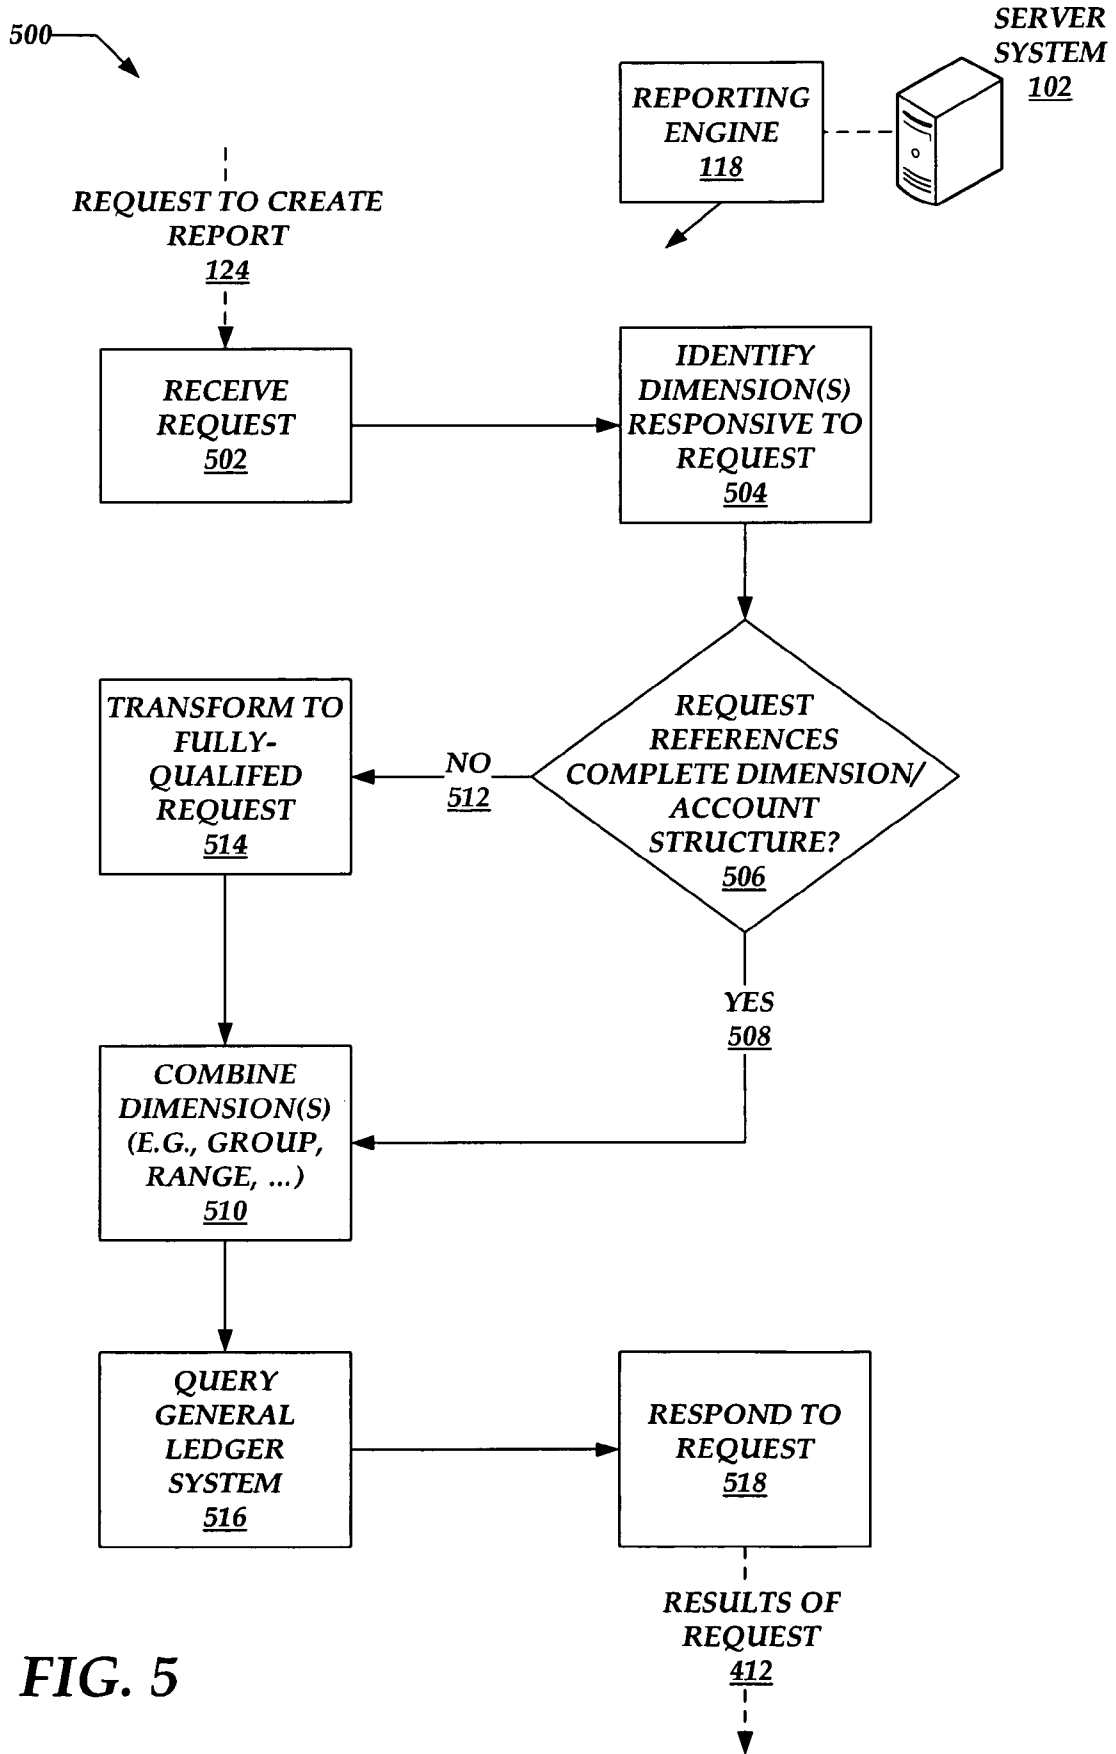 500
SERVER
SYSTEM
102
REPORTING
ENGINE
118
REQUEST TO CREATE
REPORT
124
RECEIVE
REQUEST
502
IDENTIFY
DIMENSION(S)
RESPONSIVE TO
REQUEST
504
REQUEST
REFERENCES
COMPLETE DIMENSION/
ACCOUNT
STRUCTURE?
506
NO
512
TRANSFORM TO
FULLY-
QUALIFED
REQUEST
514
YES
508
COMBINE
DIMENSION(S)
(E.G., GROUP,
RANGE, ...)
510
QUERY
GENERAL
LEDGER
SYSTEM
516
RESPOND TO
REQUEST
518
RESULTS OF
REQUEST
412
FIG. 5